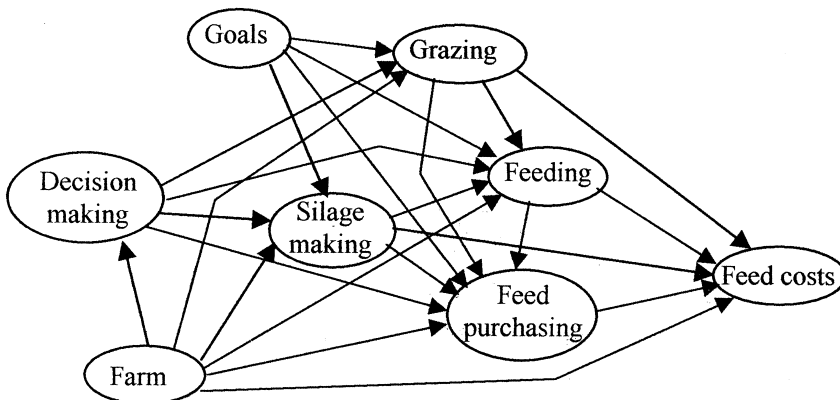 Goals
Grazing
Decision
making
Feeding
Silage
making
Feed costs
Feed
purchasing
Farm